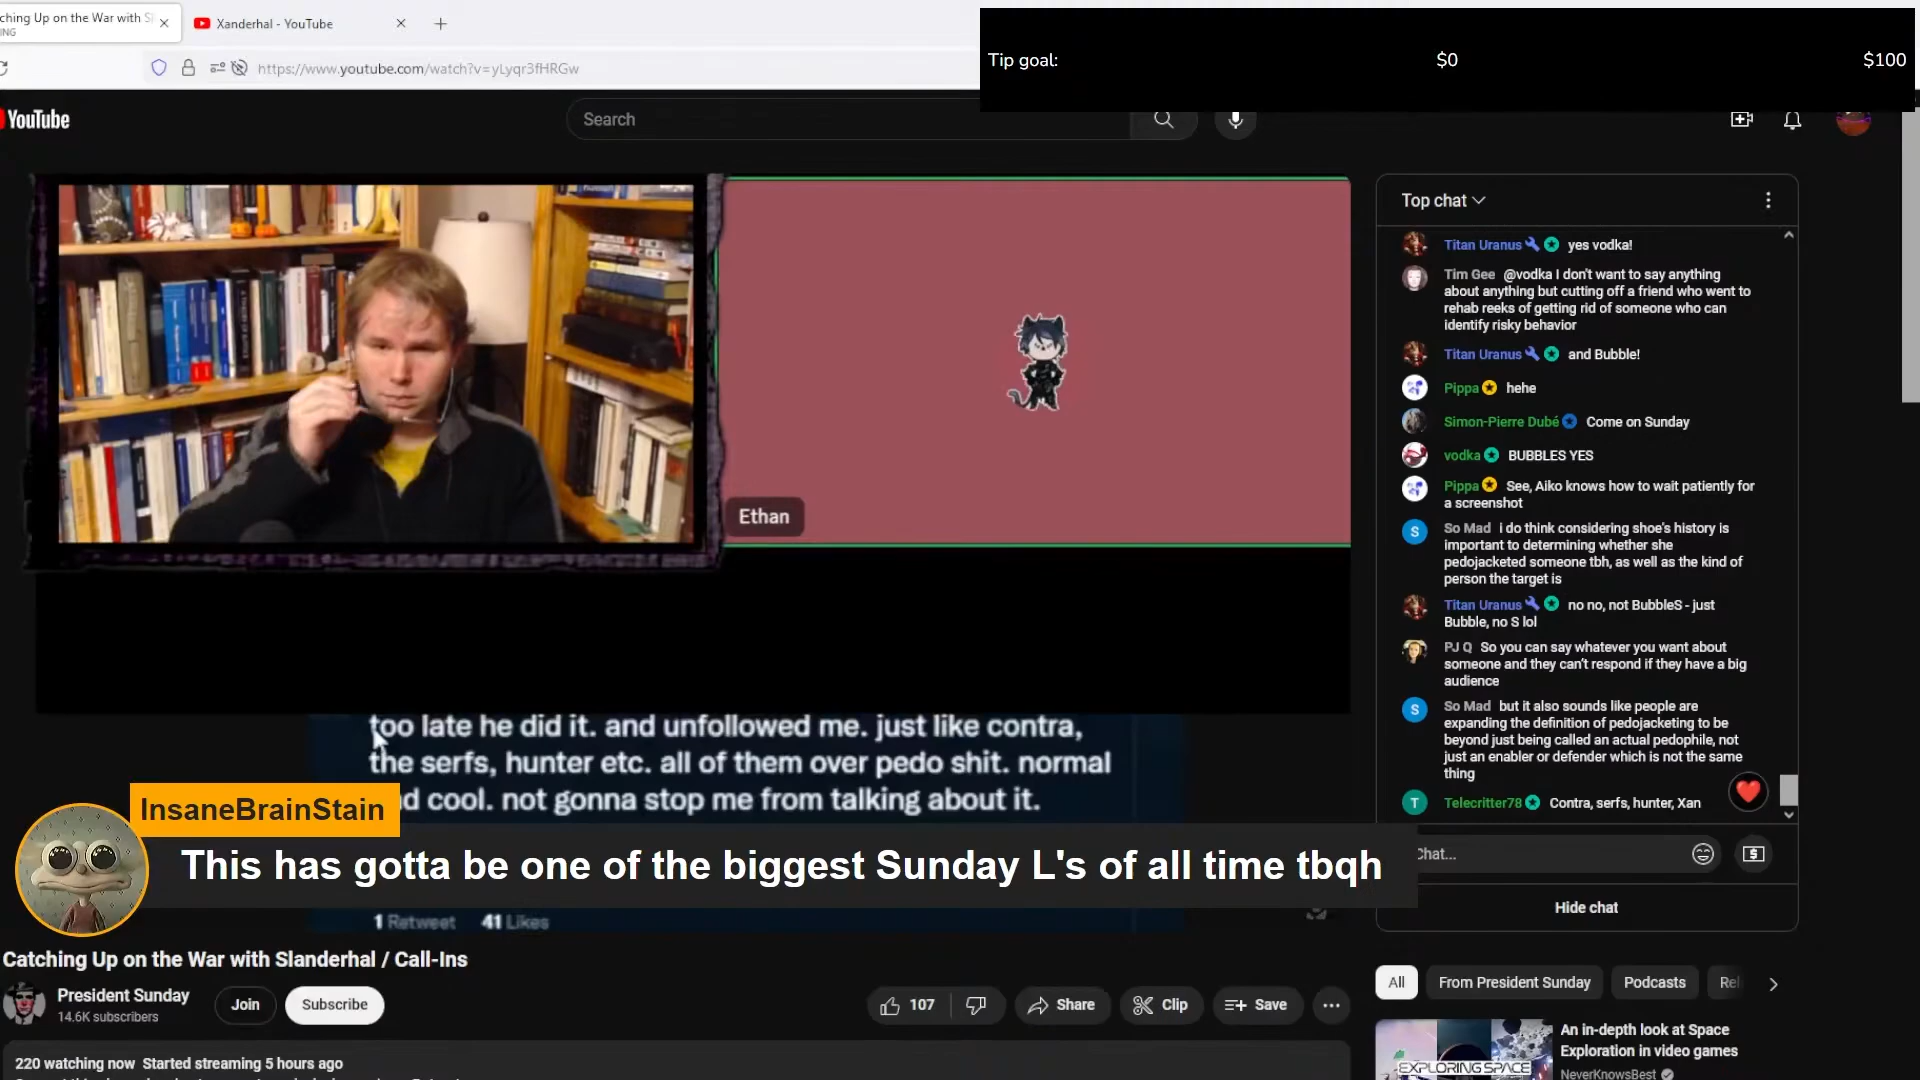 ching Up on the War with S
ING
Xanderhal - YouTube
https://www.youtube.com/watch?v=yLyqr3fHRGw
Tip goal:
$0
$100
YouTube
Search
Ethan
too late he did it. and unfollowed me. just like contra,
the serfs, hunter etc. all of them over pedo shit. normal
d cool. not gonna stop me from talking about it.
InsaneBrainStain
This has gotta be one of the biggest Sunday L's of all time tbqh
1 Retweet 41 Likes
Top chat
Titan Uranus yes vodka!
Tim Gee @vodka I don't want to say anything
about anything but cutting off a friend who went to
rehab reeks of getting rid of someone who can
identify risky behavior
Titan Uranus and Bubble!
Pippa hehe
Simon-Pierre Dubé Come on Sunday
vodka BUBBLES YES
Pippa See, Aiko knows how to wait patiently for
a screenshot
S
So Mad i do think considering shoe's history is
important to determining whether she
pedojacketed someone tbh, as well as the kind of
person the target is
Titan Uranus no no, not BubbleS - just
Bubble, no S lol
PJ Q So you can say whatever you want about
someone and they can't respond if they have a big
audience
S
So Mad but it also sounds like people are
expanding the definition of pedojacketing to be
beyond just being called an actual pedophile, not
just an enabler or defender which is not the same
thing
T
Telecritter78 Contra, serfs, hunter, Xan
Chat...
Hide chat
Catching Up on the War with Slanderhal / Call-Ins
President Sunday
14.6K subscribers
Join
Subscribe
107
Share
Clip
Save
220 watching now Started streaming 5 hours ago
All
From President Sunday
Podcasts
Rel
EXPLORING SPACE
An in-depth look at Space
Exploration in video games
NeverKnowsBest